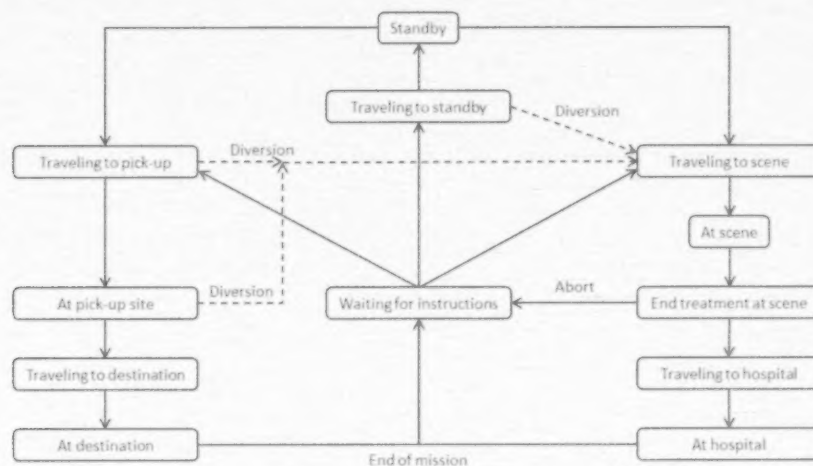 Standby
Traveling to standby
Diversion
Traveling to pick-up
Diversion
Traveling to scene
At scene
At pick-up site
Diversion
Waiting for instructions
Abort
End treatment at scene
Traveling to destination
Traveling to hospital
At destination
End of mission
At hospital